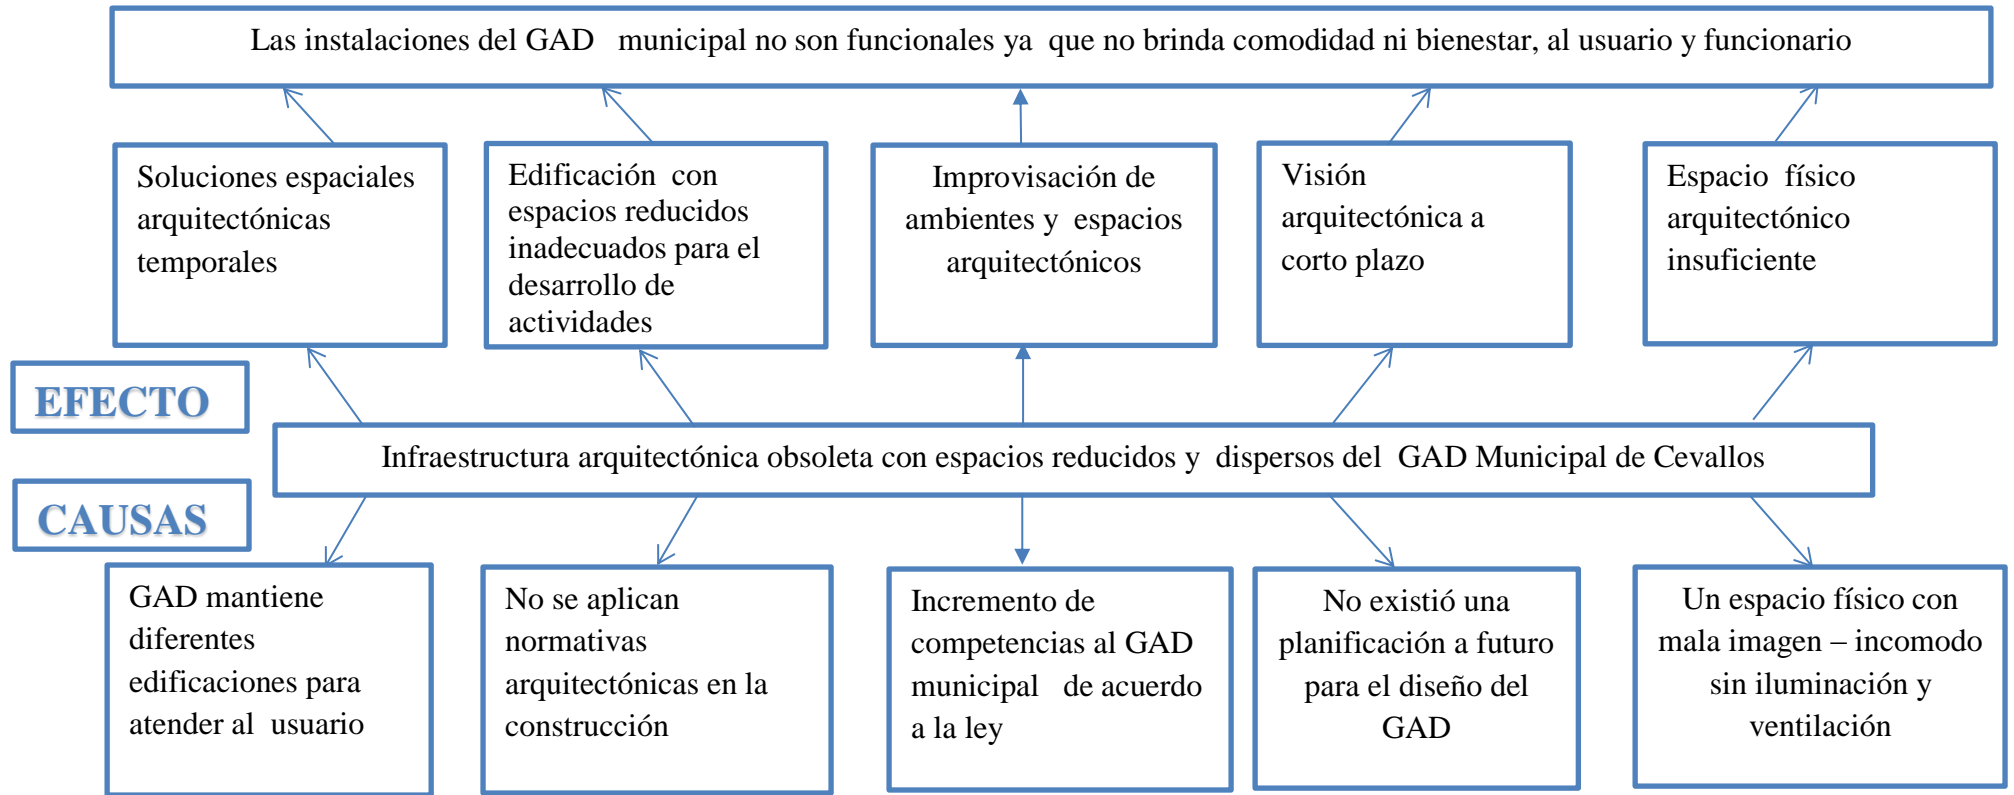 Las instalaciones del GAD municipal no son funcionales ya que no brinda comodidad ni bienestar, al usuario y funcionario
Soluciones espaciales
arquitectónicas
temporales
Edificación con
espacios reducidos
inadecuados para el
desarrollo de
actividades
Improvisación de
ambientes y espacios
arquitectónicos
Visión
arquitectónica a
corto plazo
Espacio físico
arquitectónico
insuficiente
EFECTO
Infraestructura arquitectónica obsoleta con espacios reducidos y dispersos del GAD Municipal de Cevallos
CAUSAS
GAD mantiene
diferentes
edificaciones para
atender al usuario
No se aplican
normativas
arquitectónicas en la
construcción
Incremento de
competencias al GAD
municipal de acuerdo
a la ley
No existió una
planificación a futuro
para el diseño del
GAD
Un espacio físico con
mala imagen – incomodo
sin iluminación y
ventilación